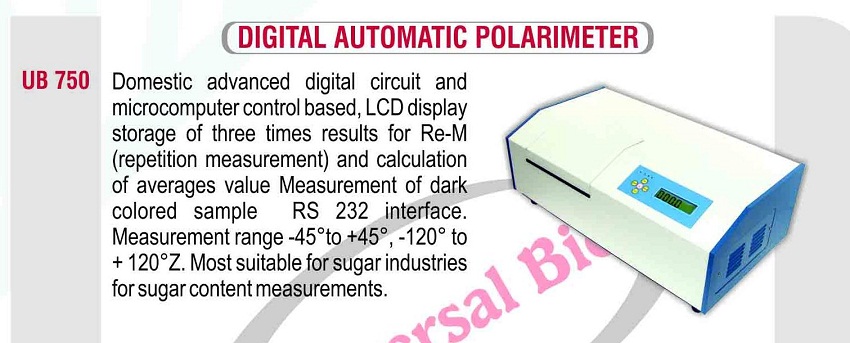 DIGITAL AUTOMATIC POLARIMETER
UB 750
Domestic advanced digital circuit and
microcomputer control based, LCD display
storage of three times results for Re-M
(repetition measurement) and calculation
of averages value Measurement of dark
colored sample RS 232 interface.
Measurement range -45°to +45°, -120° to
+ 120°Z. Most suitable for sugar industries
for sugar content measurements.
ersal Bio